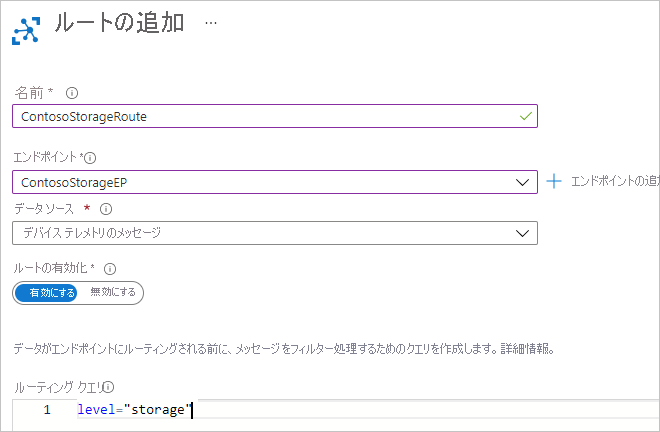 ルートの追加 ...
名前 *
ContosoStorageRoute
エンドポイント *
ContosoStorageEP
+ エンドポイントの追
データ ソース *
デバイス テレメトリのメッセージ
ルートの有効化 *
有効にする 無効にする
データがエンドポイントにルーティングされる前に、メッセージをフィルター処理するためのクエリを作成します。詳細情報。
ルーティング クエリ
1 level="storage"